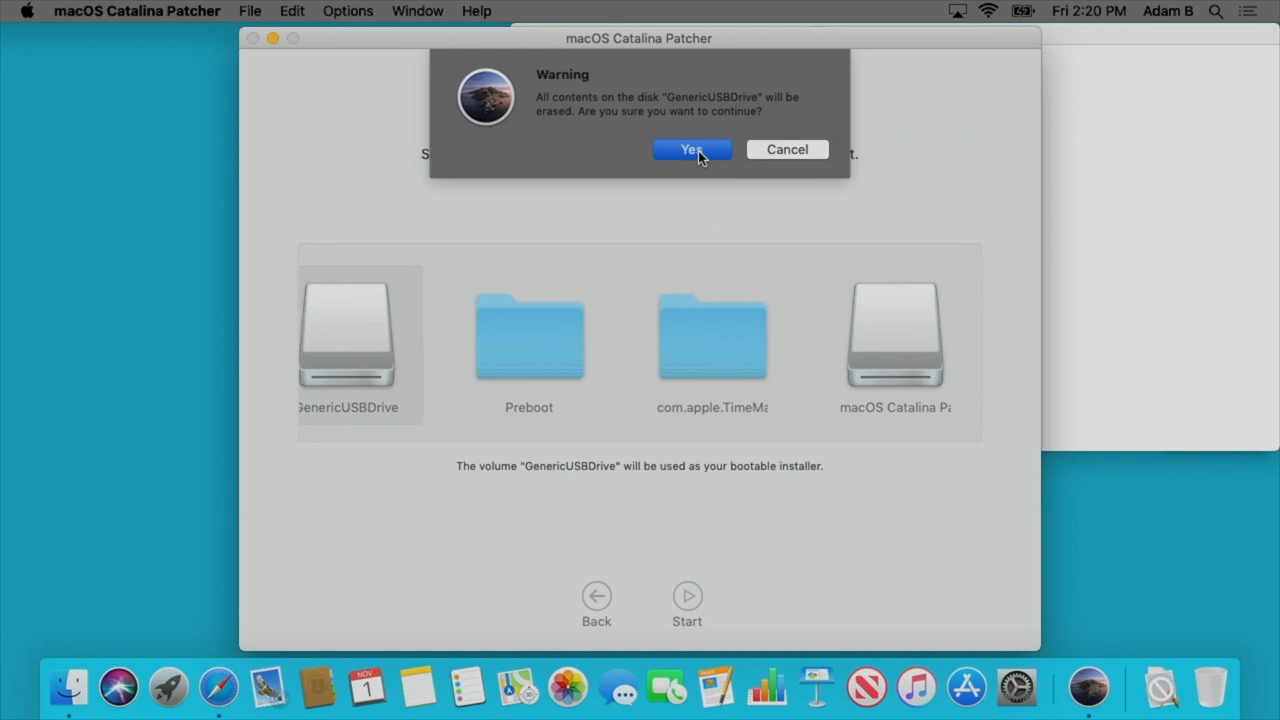 macOS Catalina Patcher File Edit Options Window Help Fri 2:20 PM Adam B
macOS Catalina Patcher
Warning
All contents on the disk "GenericUSBDrive" will be
erased. Are you sure you want to continue?
Yes Cancel
S t.
GenericUSBDrive Preboot com.apple.TimeMa macOS Catalina Pa
The volume "GenericUSBDrive" will be used as your bootable installer.
Back Start
NOV
1